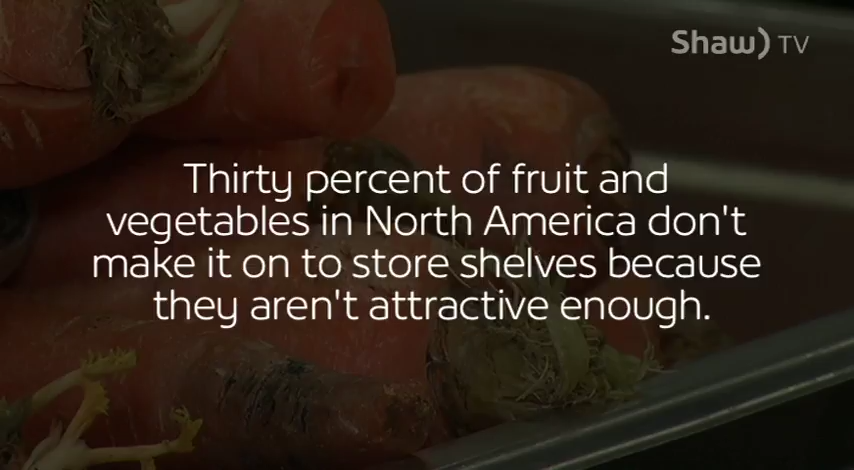 Shaw) TV
Thirty percent of fruit and
vegetables in North America don't
make it on to store shelves because
they aren't attractive enough.